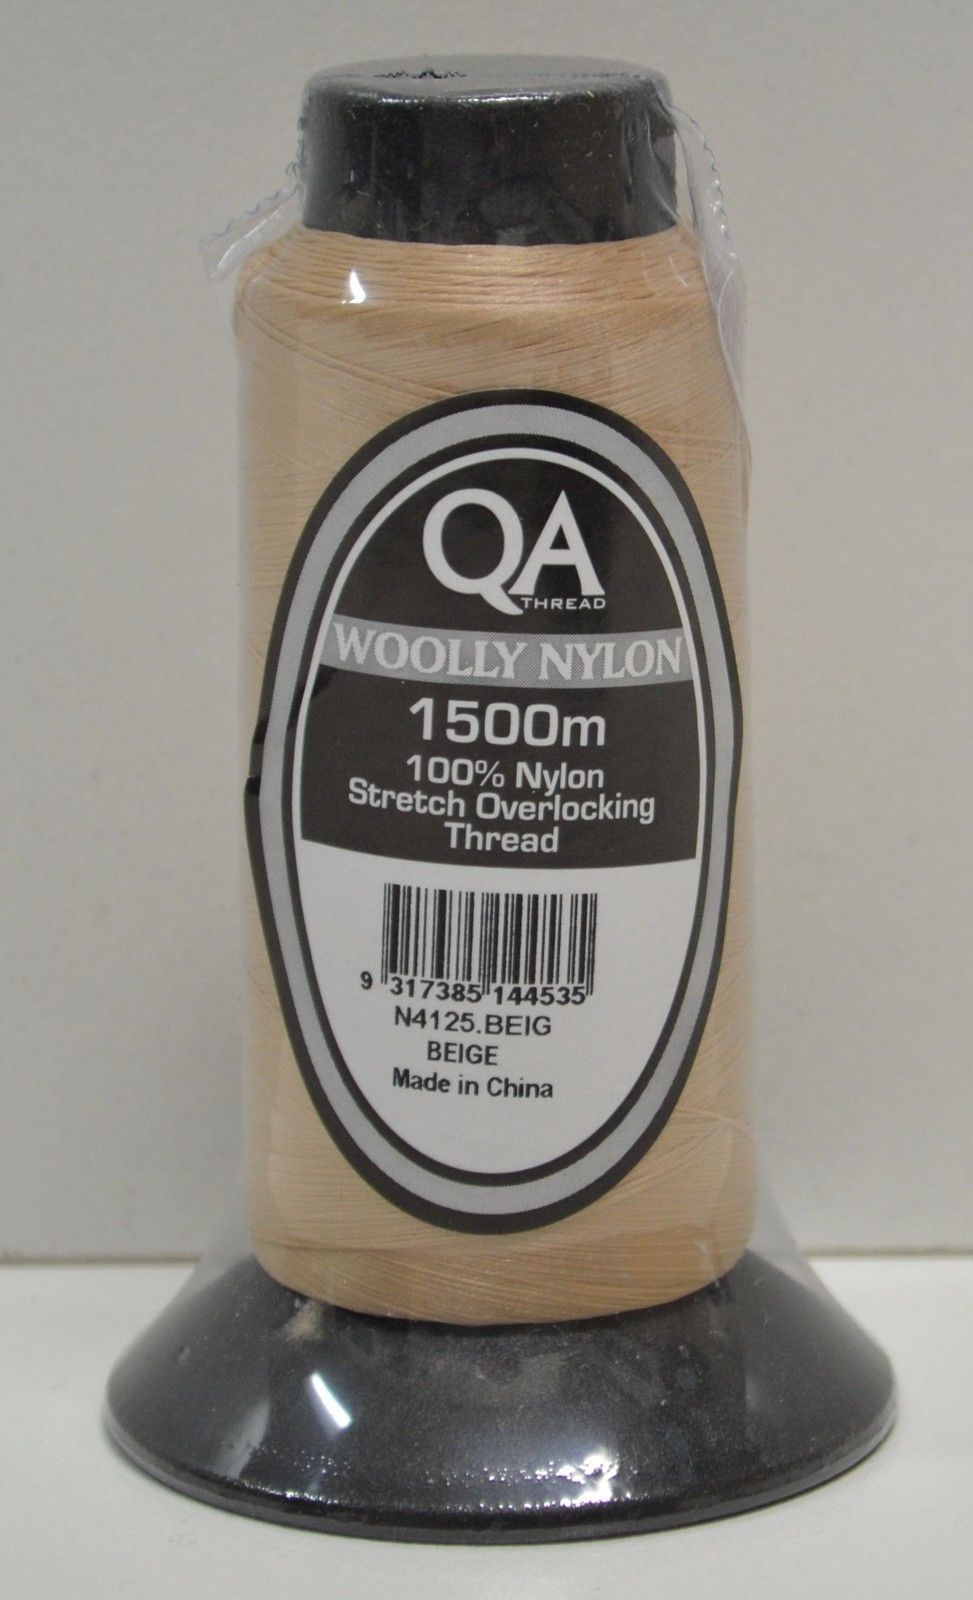 QA
THREAD
WOOLLY NYLON
1500m
100% Nylon
Stretch Overlocking
Thread
9 317385 144535
N4125.BEIG
BEIGE
Made in China